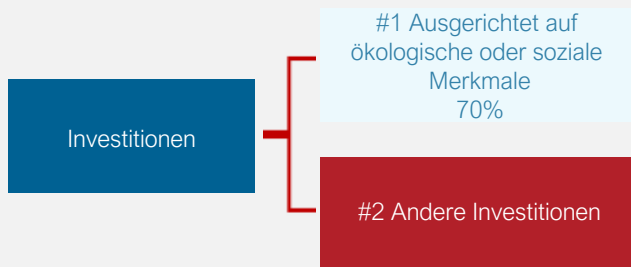 #1 Ausgerichtet auf
ökologische oder soziale
Merkmale
70%
Investitionen
#2 Andere Investitionen